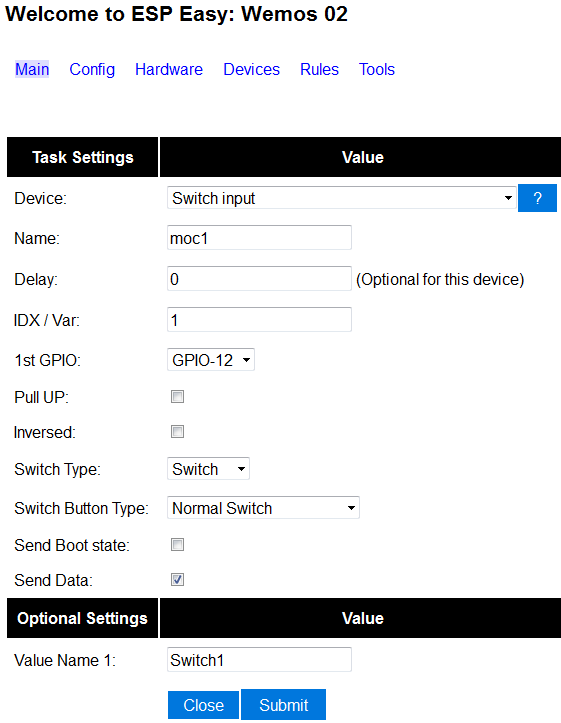 Welcome to ESP Easy: Wemos 02
Main Config Hardware Devices Rules Tools
Task Settings Value
Device: Switch input ?
Name: moc1
Delay: 0 (Optional for this device)
IDX / Var: 1
1st GPIO: GPIO-12
Pull UP:
Inversed:
Switch Type: Switch
Switch Button Type: Normal Switch
Send Boot state:
Send Data:
Optional Settings Value
Value Name 1: Switch1
Close Submit